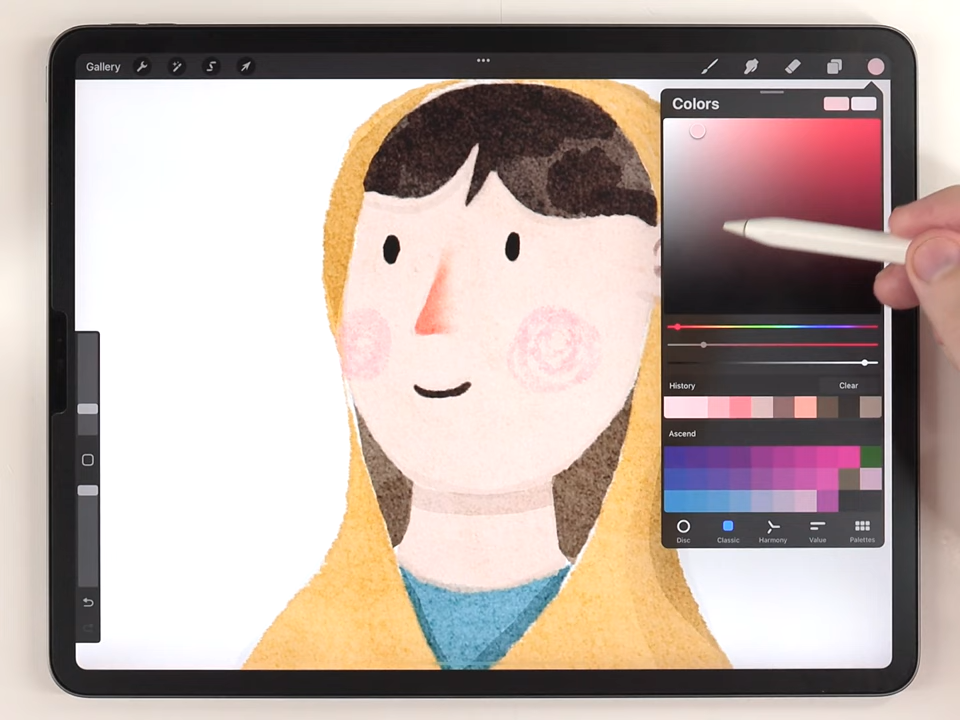 Gallery
Colors
History
Clear
Ascend
Disc
Classic
Harmony
Value
Palettes